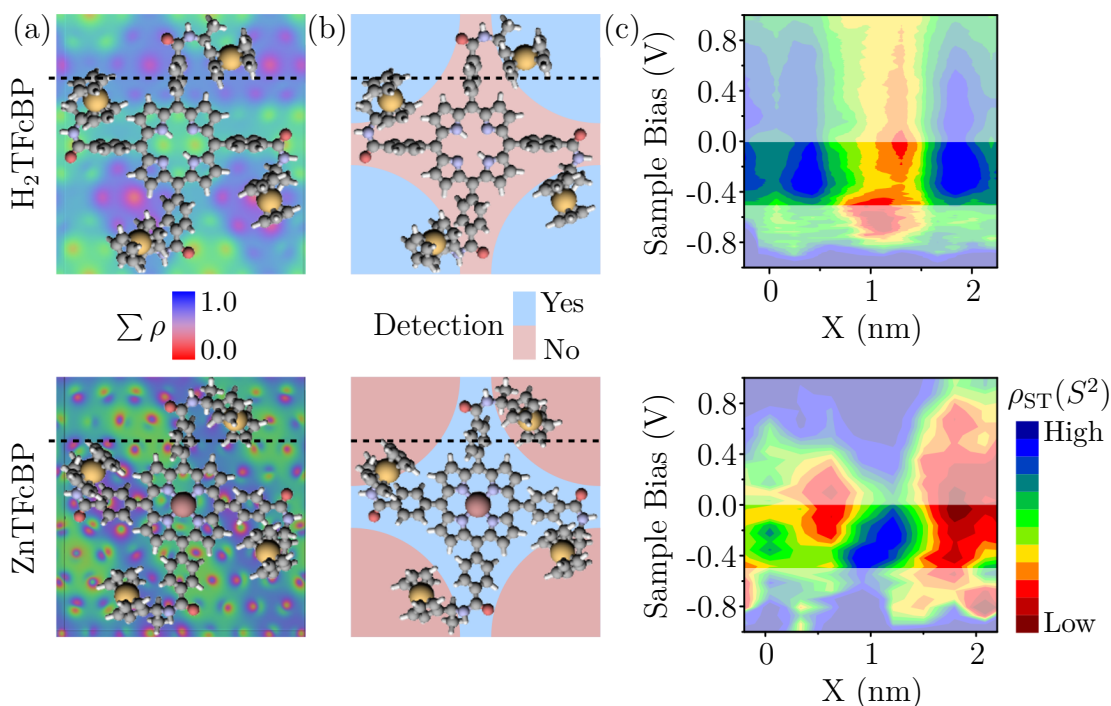 (a)
(b)
(c)
H₂TFcBP
0.8
0.4
0.0
-0.4
-0.8
Sample Bias (V)
0 1 2
X (nm)
∑ ρ
1.0
0.0
Detection
Yes
No
ZnTFcBP
0.8
0.4
0.0
-0.4
-0.8
Sample Bias (V)
0 1 2
X (nm)
ρST(S²)
High
Low